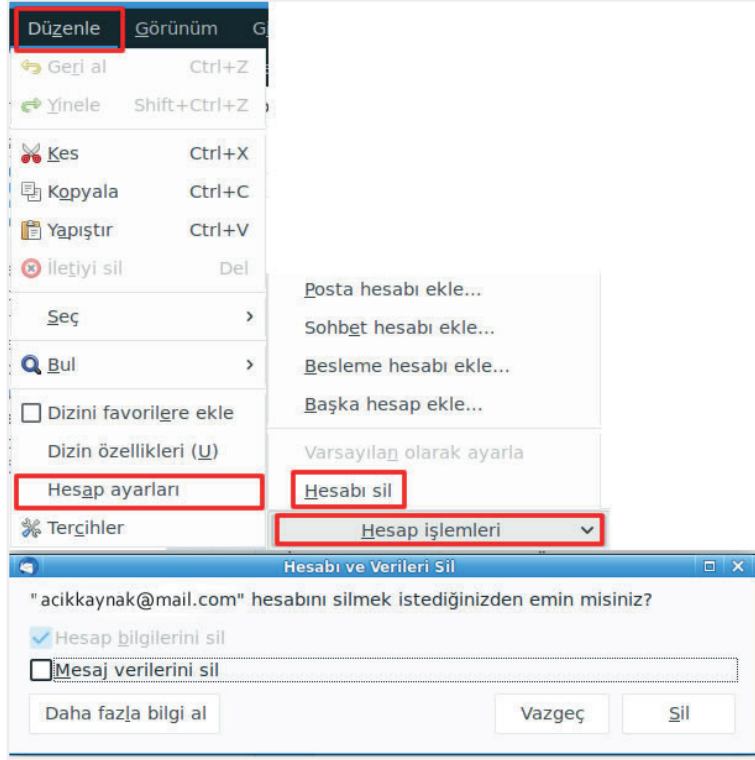 Düzenle Görünüm G
Geri al Ctrl+Z
Yinele Shift+Ctrl+Z
Kes Ctrl+X
Kopyala Ctrl+C
Yapıştır Ctrl+V
İletiyi sil Del
Seç
Bul
Dizini favorilere ekle
Dizin özellikleri (U)
Hesap ayarları
Tercihler
Posta hesabı ekle...
Sohbet hesabı ekle...
Besleme hesabı ekle...
Başka hesap ekle...
Varsayılan olarak ayarla
Hesabı sil
Hesap işlemleri
Hesabı ve Verileri Sil
"acikkaynak@mail.com" hesabını silmek istediğinizden emin misiniz?
Hesap bilgilerini sil
Mesaj verilerini sil
Daha fazla bilgi al Vazgeç Sil